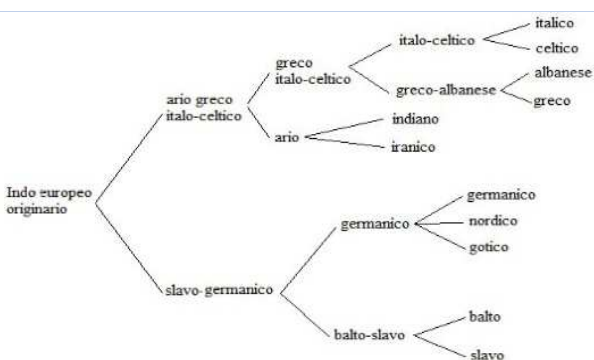 italico
italo-celtico
celtico
greco
italo-celtico
albanese
greco-albanese
greco
ario greco
italo-celtico
indiano
ario
iranico
Indo europeo
originario
germanico
germanico
nordico
gotico
slavo-germanico
balto
balto-slavo
slavo